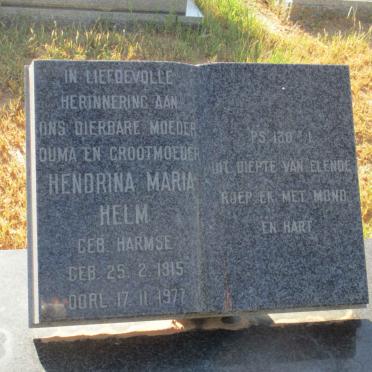 IN LIEFDEVOLLE
HERINNERING AAN
ONS DIERBARE MOEDER
OUMA EN GROOTMOEDER
HENDRINA MARIA
HELM
GEB HARMSE
GEB. 25. 2. 1915
OORL 17. 11. 1977
PS. 130 : 1
UIT DIEPTE VAN ELENDE
ROEP EK MET MOND
EN HART